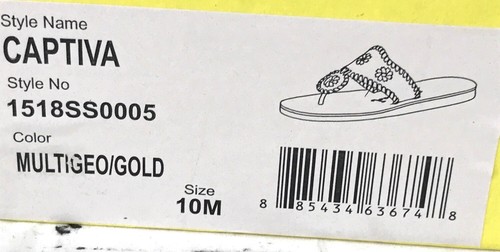 Style Name
CAPTIVA
Style No
1518SS0005
Color
MULTIGEO/GOLD
Size
10M
8 85434 63674 8